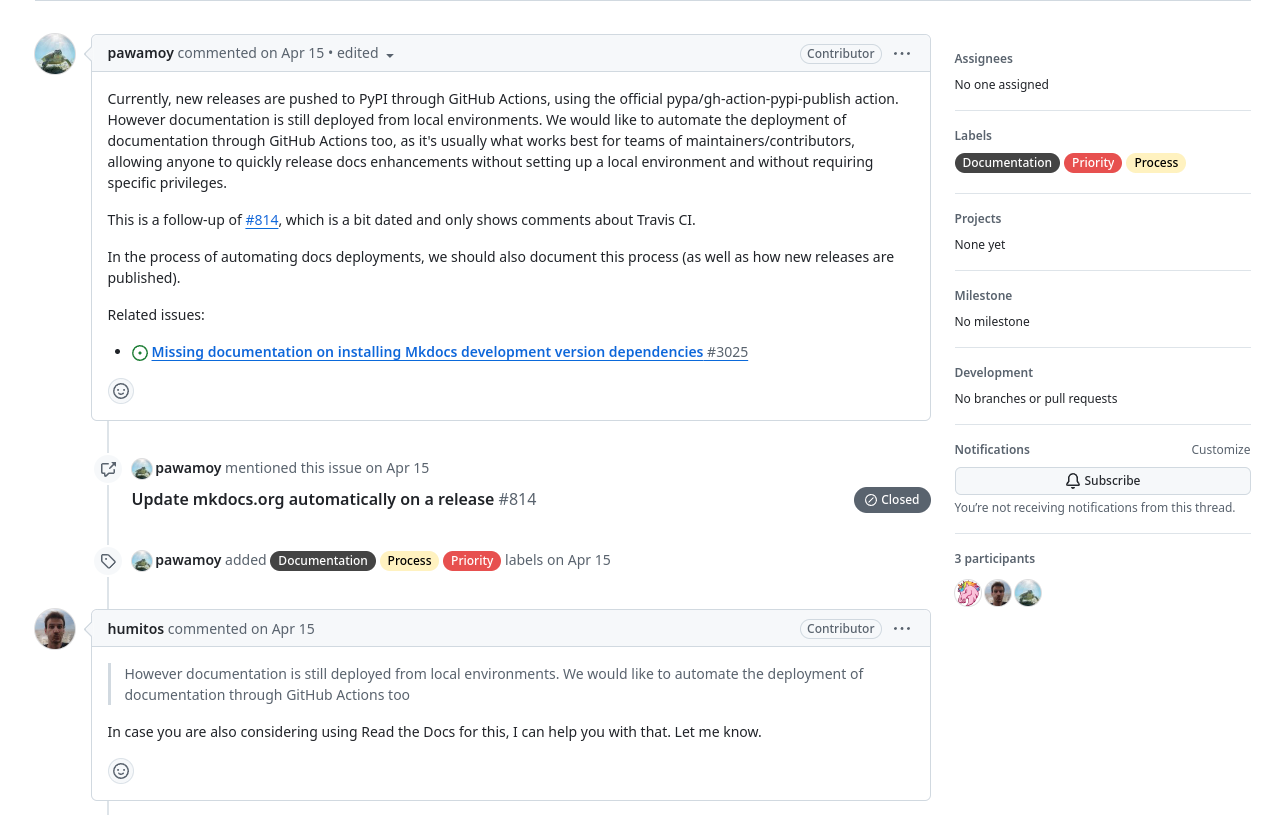 pawamoy commented on Apr 15 • edited
Contributor
Currently, new releases are pushed to PyPI through GitHub Actions, using the official pypa/gh-action-pypi-publish action.
However documentation is still deployed from local environments. We would like to automate the deployment of
documentation through GitHub Actions too, as it's usually what works best for teams of maintainers/contributors,
allowing anyone to quickly release docs enhancements without setting up a local environment and without requiring
specific privileges.
This is a follow-up of #814, which is a bit dated and only shows comments about Travis CI.
In the process of automating docs deployments, we should also document this process (as well as how new releases are
published).
Related issues:
• Missing documentation on installing Mkdocs development version dependencies #3025
pawamoy mentioned this issue on Apr 15
Update mkdocs.org automatically on a release #814
Closed
pawamoy added Documentation Process Priority labels on Apr 15
humitos commented on Apr 15
Contributor
However documentation is still deployed from local environments. We would like to automate the deployment of
documentation through GitHub Actions too
In case you are also considering using Read the Docs for this, I can help you with that. Let me know.
Assignees
No one assigned
Labels
Documentation Priority Process
Projects
None yet
Milestone
No milestone
Development
No branches or pull requests
Notifications
Customize
Subscribe
You’re not receiving notifications from this thread.
3 participants